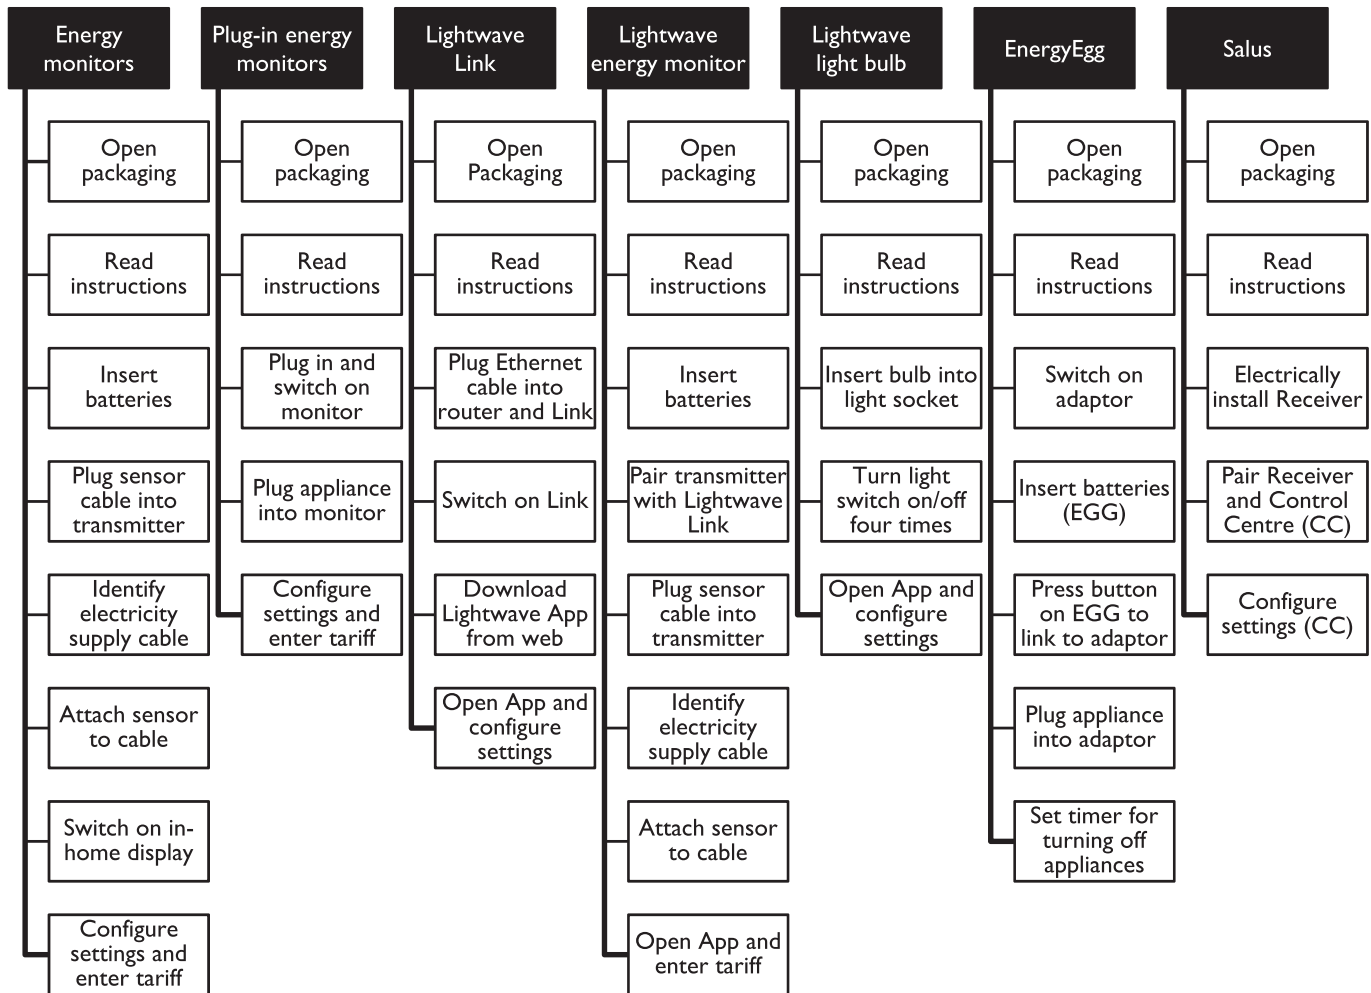 Energy
monitors
Open
packaging
Read
instructions
Insert
batteries
Plug sensor
cable into
transmitter
Identify
electricity
supply cable
Attach sensor
to cable
Switch on in-
home display
Configure
settings and
enter tariff
Plug-in energy
monitors
Open
packaging
Read
instructions
Plug in and
switch on
monitor
Plug appliance
into monitor
Configure
settings and
enter tariff
Lightwave
Link
Open
Packaging
Read
instructions
Plug Ethernet
cable into
router and Link
Switch on Link
Download
Lightwave App
from web
Open App and
configure
settings
Lightwave
energy monitor
Open
packaging
Read
instructions
Insert
batteries
Pair transmitter
with Lightwave
Link
Plug sensor
cable into
transmitter
Identify
electricity
supply cable
Attach sensor
to cable
Open App and
enter tariff
Lightwave
light bulb
Open
packaging
Read
instructions
Insert bulb into
light socket
Turn light
switch on/off
four times
Open App and
configure
settings
EnergyEgg
Open
packaging
Read
instructions
Switch on
adaptor
Insert batteries
(EGG)
Press button
on EGG to
link to adaptor
Plug appliance
into adaptor
Set timer for
turning off
appliances
Salus
Open
packaging
Read
instructions
Electrically
install Receiver
Pair Receiver
and Control
Centre (CC)
Configure
settings (CC)